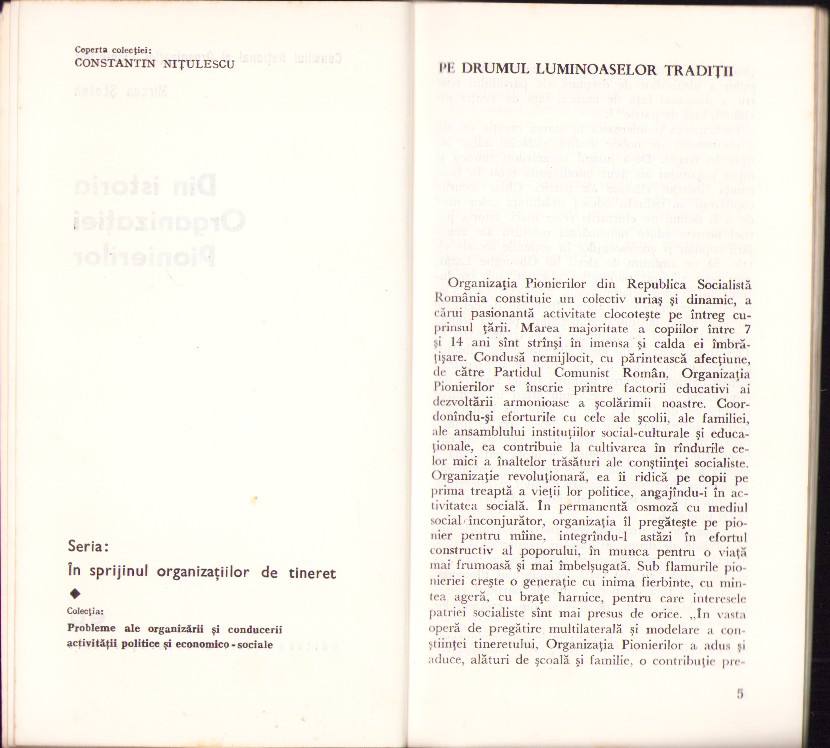 Coperta colecției:
CONSTANTIN NIȚULESCU
Din istoria
Organizației
Pionierilor
Seria:
În sprijinul organizațiilor de tineret
◆
Colecția:
Probleme ale organizării și conducerii
activității politice și economico-sociale
PE DRUMUL LUMINOASELOR TRADIȚII
Organizația Pionierilor din Republica Socialistă
România constituie un colectiv uriaș și dinamic, a
cărui pasionantă activitate clocotește pe întreg cu-
prinsul țării. Marea majoritate a copiilor între 7
și 14 ani sînt strînși în imensa și calda ei îmbră-
țișare. Condusă nemijlocit, cu părintească afecțiune,
de către Partidul Comunist Român, Organizația
Pionierilor se înscrie printre factorii educativi ai
dezvoltării armonioase a școlărimii noastre. Coor-
donîndu-și eforturile cu cele ale școlii, ale familiei,
ale ansamblului instituțiilor social-culturale și educa-
ționale, ea contribuie la cultivarea în rîndurile ce-
lor mici a înaltelor trăsături ale conștiinței socialiste.
Organizație revoluționară, ea îi ridică pe copii pe
prima treaptă a vieții lor politice, angajîndu-i în ac-
tivitatea socială. În permanentă osmoză cu mediul
social înconjurător, organizația îl pregătește pe pio-
nier pentru mîine, integrîndu-l astăzi în efortul
constructiv al poporului, în munca pentru o viață
mai frumoasă și mai îmbelșugată. Sub flamurile pio-
nieriei crește o generație cu inima fierbinte, cu min-
tea ageră, cu brațe harnice, pentru care interesele
patriei socialiste sînt mai presus de orice. „În vasta
operă de pregătire multilaterală și modelare a con-
științei tineretului, Organizația Pionierilor a adus și
aduce, alături de școală și familie, o contribuție pre-
5